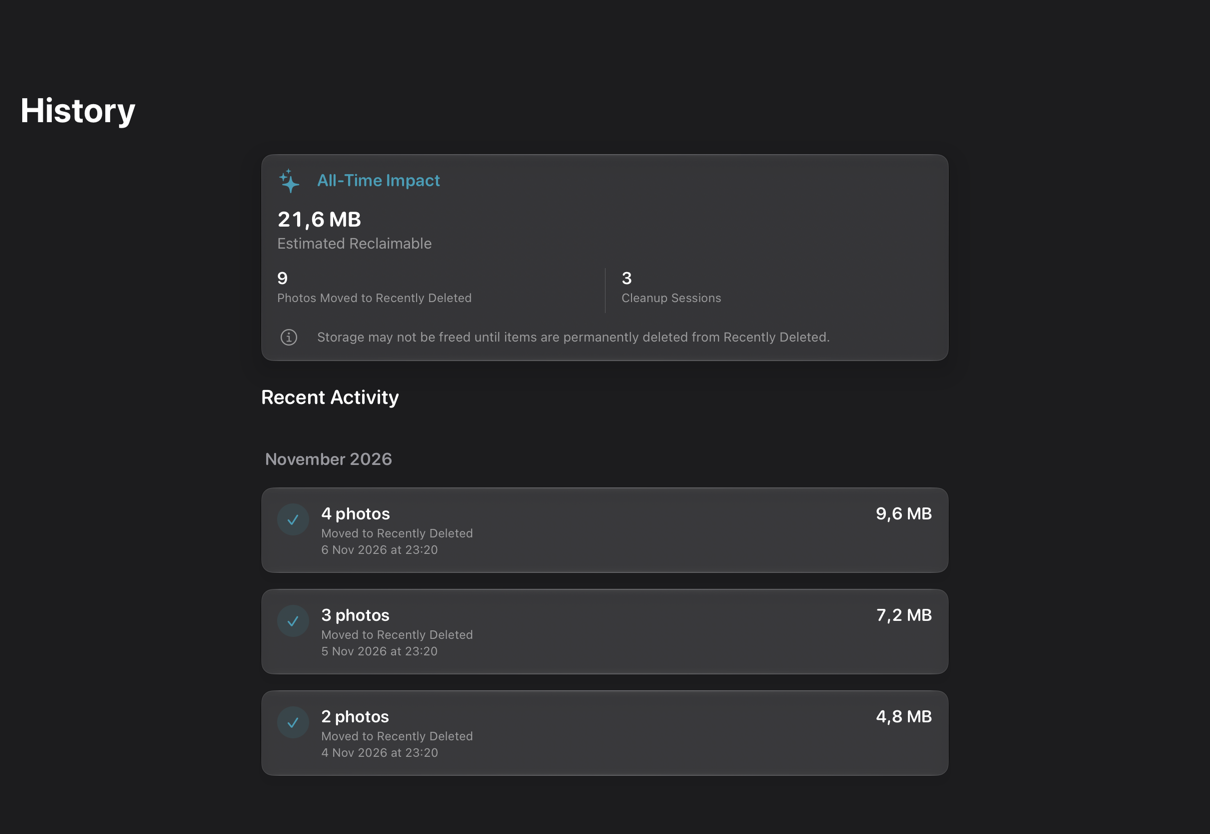 History
All-Time Impact
21,6 MB
Estimated Reclaimable
9
Photos Moved to Recently Deleted
3
Cleanup Sessions
Storage may not be freed until items are permanently deleted from Recently Deleted.
Recent Activity
November 2026
4 photos
9,6 MB
Moved to Recently Deleted
6 Nov 2026 at 23:20
3 photos
7,2 MB
Moved to Recently Deleted
5 Nov 2026 at 23:20
2 photos
4,8 MB
Moved to Recently Deleted
4 Nov 2026 at 23:20